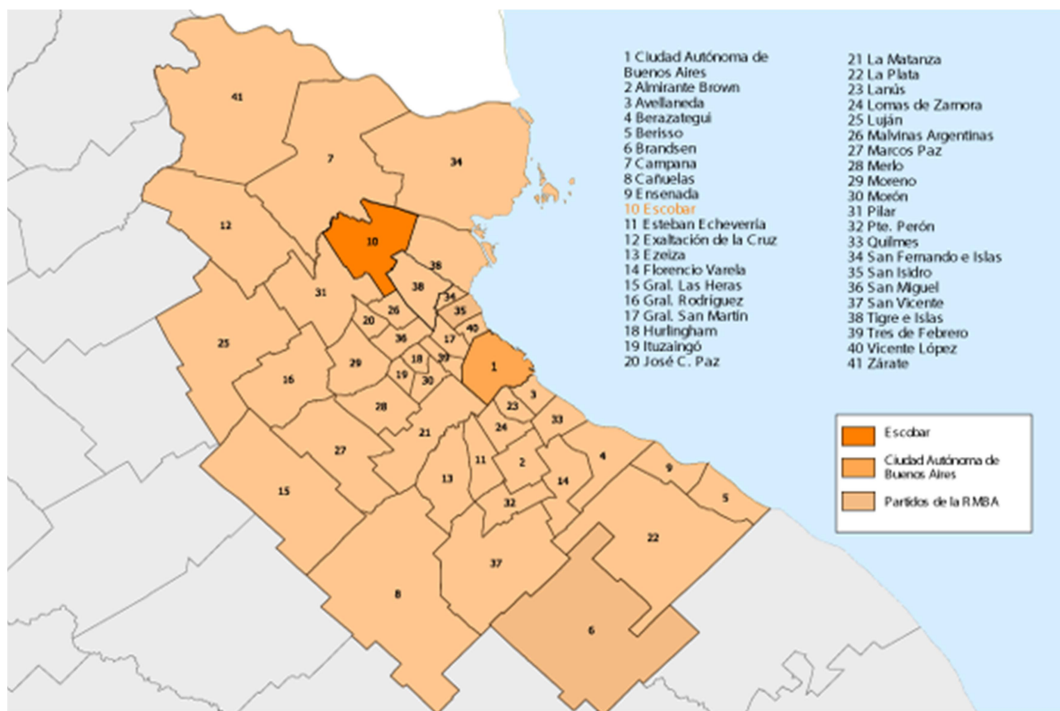 1 Ciudad Autónoma de
Buenos Aires
2 Almirante Brown
3 Avellaneda
4 Berazategui
5 Berisso
6 Brandsen
7 Campana
8 Cañuelas
9 Ensenada
10 Escobar
11 Esteban Echeverría
12 Exaltación de la Cruz
13 Ezeiza
14 Florencio Varela
15 Gral. Las Heras
16 Gral. Rodríguez
17 Gral. San Martín
18 Hurlingham
19 Ituzaingó
20 José C. Paz
21 La Matanza
22 La Plata
23 Lanús
24 Lomas de Zamora
25 Luján
26 Malvinas Argentinas
27 Marcos Paz
28 Merlo
29 Moreno
30 Morón
31 Pilar
32 Pte. Perón
33 Quilmes
34 San Fernando e Islas
35 San Isidro
36 San Miguel
37 San Vicente
38 Tigre e Islas
39 Tres de Febrero
40 Vicente López
41 Zárate
Escobar
Ciudad Autónoma de
Buenos Aires
Partidos de la RMBA
41
7
34
12
10
38
31
38
34
26
35
20
40
25
36
17
29
18
39
1
16
19
30
28
3
23
21
33
24
27
11
2
4
9
13
14
15
5
32
22
37
8
6